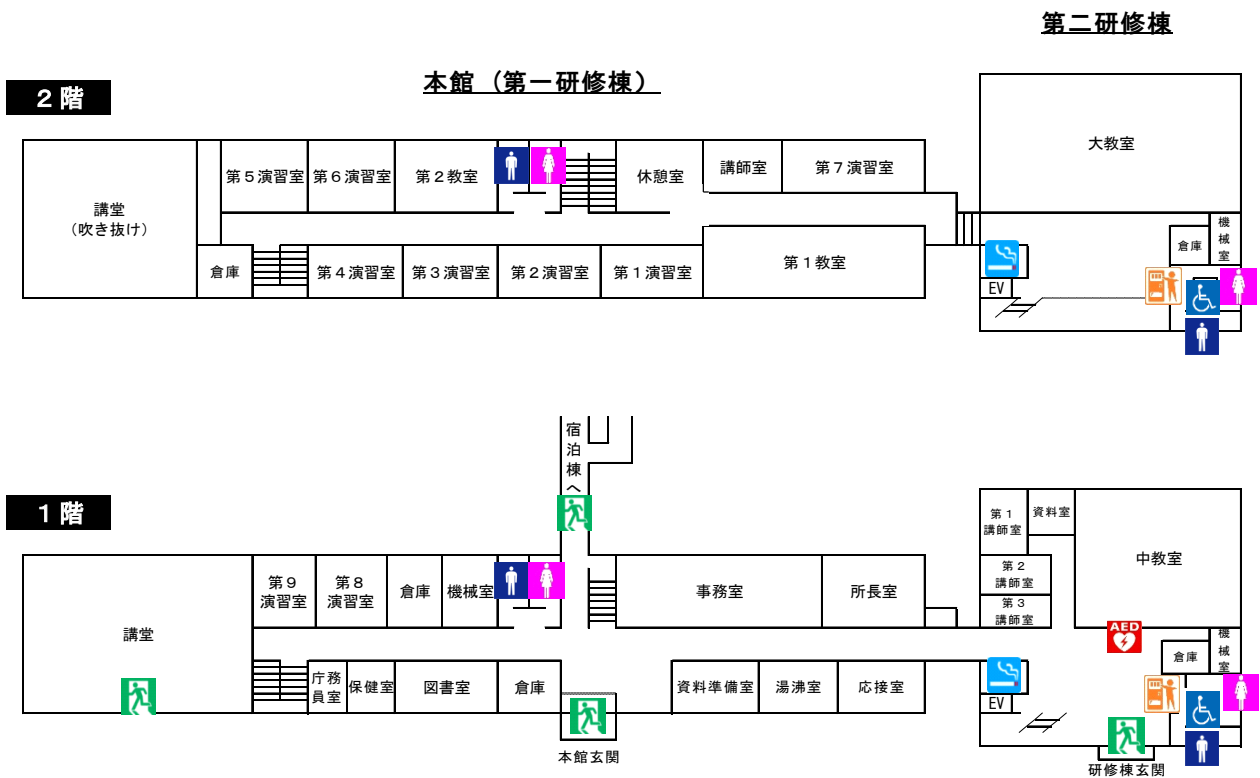 第二研修棟
本館（第一研修棟）
２階
大教室
第５演習室
第６演習室
第２教室
休憩室
講師室
第７演習室
講堂
（吹き抜け）
倉庫
第４演習室
第３演習室
第２演習室
第１演習室
第１教室
EV
倉庫
機
械
室
１階
宿
泊
棟
へ
第９
演習室
第８
演習室
倉庫
機械室
事務室
所長室
講堂
庁務
員室
保健室
図書室
倉庫
資料準備室
湯沸室
応接室
本館玄関
第１
講師室
資料室
中教室
第２
講師室
第３
講師室
AED
倉庫
機
械
室
EV
研修棟玄関